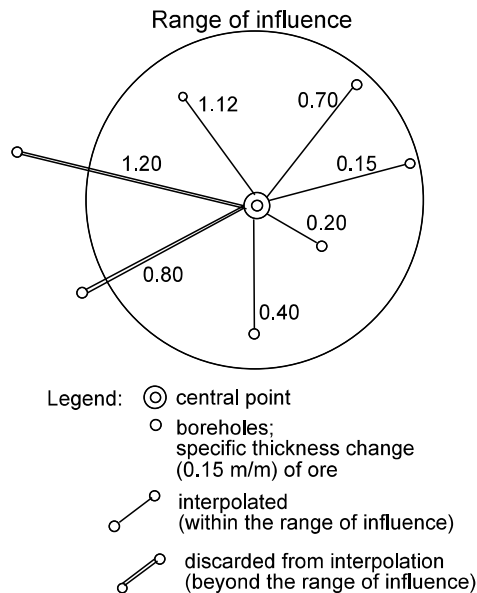 Range of influence
1.12
0.70
1.20
0.15
0.20
0.80
0.40
Legend:
central point
boreholes;
specific thickness change
(0.15 m/m) of ore
interpolated
(within the range of influence)
discarded from interpolation
(beyond the range of influence)